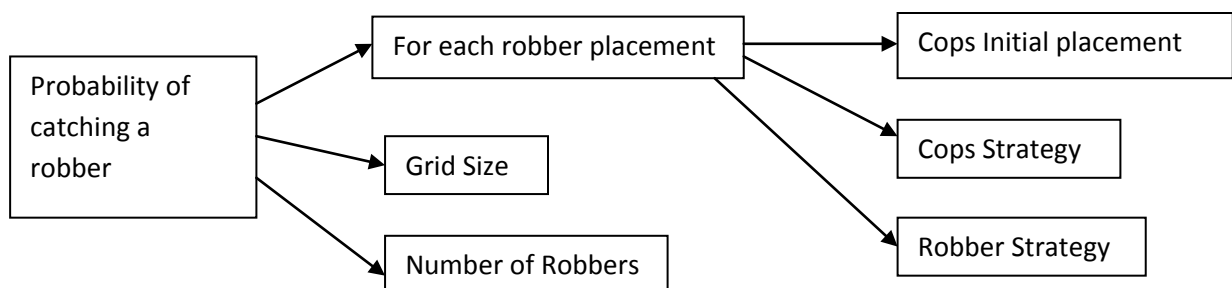 Probability of
catching a
robber
For each robber placement
Grid Size
Number of Robbers
Cops Initial placement
Cops Strategy
Robber Strategy